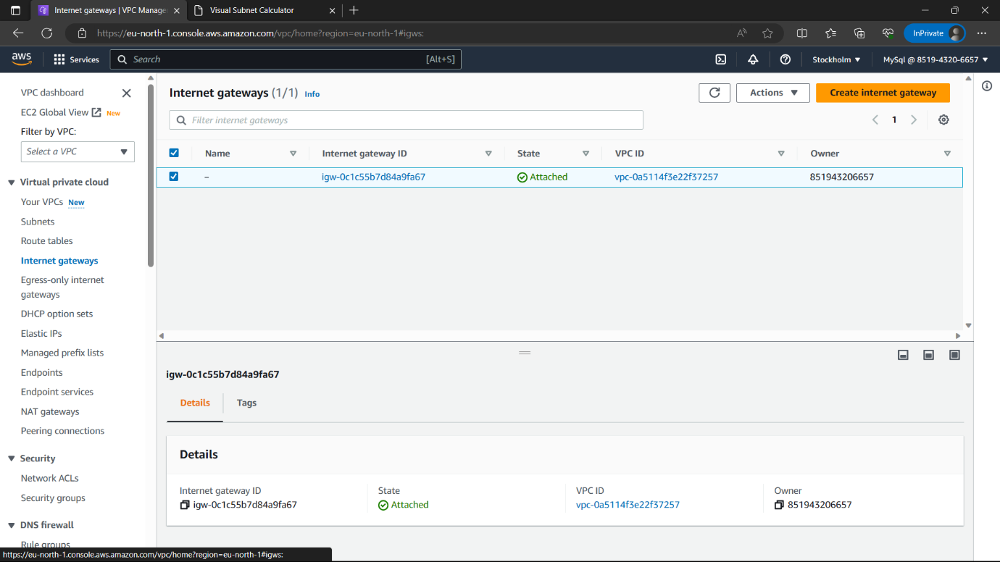 Internet gateways | VPC Manage
Visual Subnet Calculator
https://eu-north-1.console.aws.amazon.com/vpc/home?region=eu-north-1#igws:
InPrivate
aws
Services
Search
[Alt+S]
Stockholm
MySql @ 8519-4320-6657
VPC dashboard
EC2 Global View New
Filter by VPC:
Select a VPC
Virtual private cloud
Your VPCs New
Subnets
Route tables
Internet gateways
Egress-only internet
gateways
DHCP option sets
Elastic IPs
Managed prefix lists
Endpoints
Endpoint services
NAT gateways
Peering connections
Security
Network ACLs
Security groups
DNS firewall
Rule groups
Internet gateways (1/1) Info
Actions
Create internet gateway
Filter internet gateways
1
Name Internet gateway ID State VPC ID Owner
– igw-0c1c55b7d84a9fa67 Attached vpc-0a5114f3e22f37257 851943206657
igw-0c1c55b7d84a9fa67
Details Tags
Details
Internet gateway ID State VPC ID Owner
igw-0c1c55b7d84a9fa67 Attached vpc-0a5114f3e22f37257 851943206657
https://eu-north-1.console.aws.amazon.com/vpc/home?region=eu-north-1#igws: